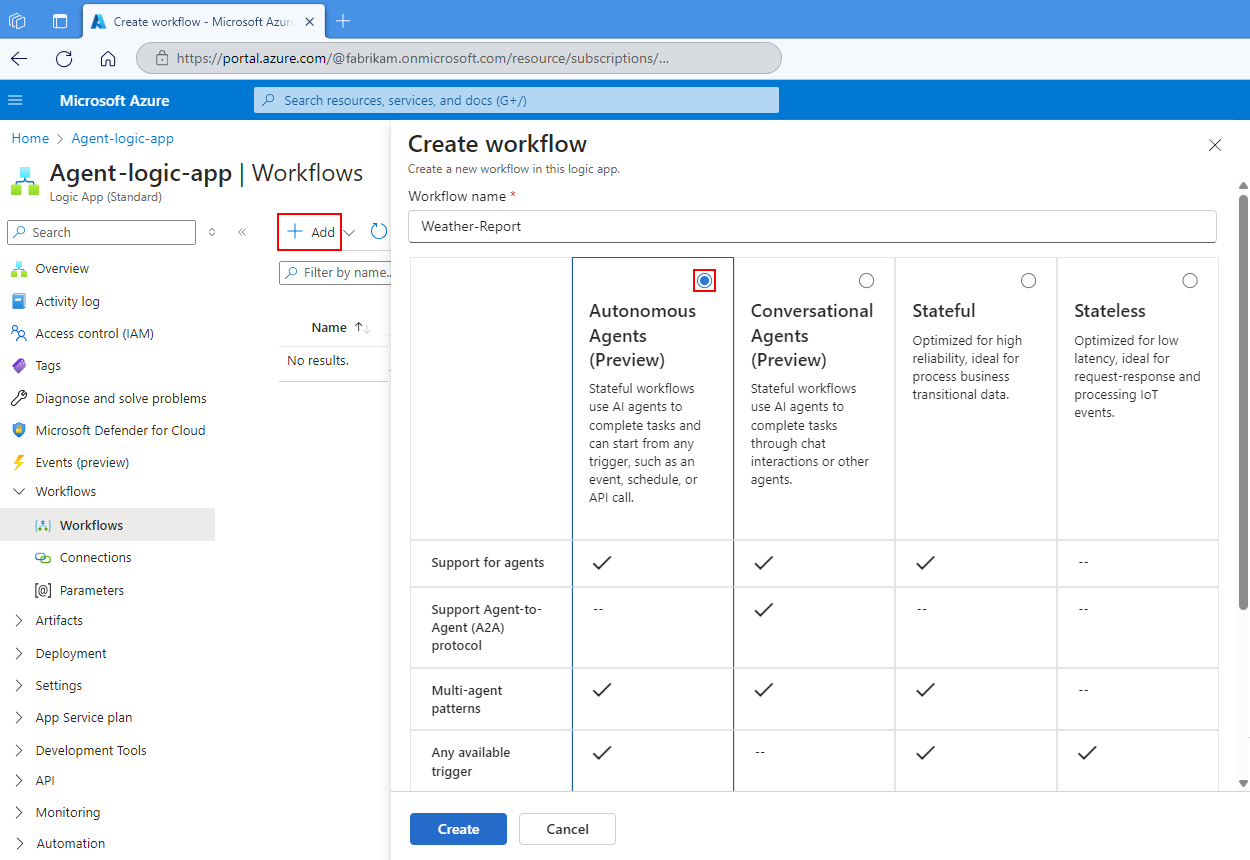 Create workflow - Microsoft Azur
https://portal.azure.com/@fabrikam.onmicrosoft.com/resource/subscriptions/...
Microsoft Azure
Search resources, services, and docs (G+/)
Home > Agent-logic-app
Agent-logic-app | Workflows
Logic App (Standard)
Search
Overview
Activity log
Access control (IAM)
Tags
Diagnose and solve problems
Microsoft Defender for Cloud
Events (preview)
Workflows
Workflows
Connections
Parameters
Artifacts
Deployment
Settings
App Service plan
Development Tools
API
Monitoring
Automation
Add
Filter by name..
Name
No results.
Create workflow
Create a new workflow in this logic app.
Workflow name *
Weather-Report
Autonomous
Agents
(Preview)
Stateful workflows
use AI agents to
complete tasks and
can start from any
trigger, such as an
event, schedule, or
API call.
Conversational
Agents
(Preview)
Stateful workflows
use AI agents to
complete tasks
through chat
interactions or other
agents.
Stateful
Optimized for high
reliability, ideal for
process business
transitional data.
Stateless
Optimized for low
latency, ideal for
request-response and
processing IoT
events.
Support for agents
--
Support Agent-to-
Agent (A2A)
protocol
-- -- --
Multi-agent
patterns
--
Any available
trigger
--
Create
Cancel